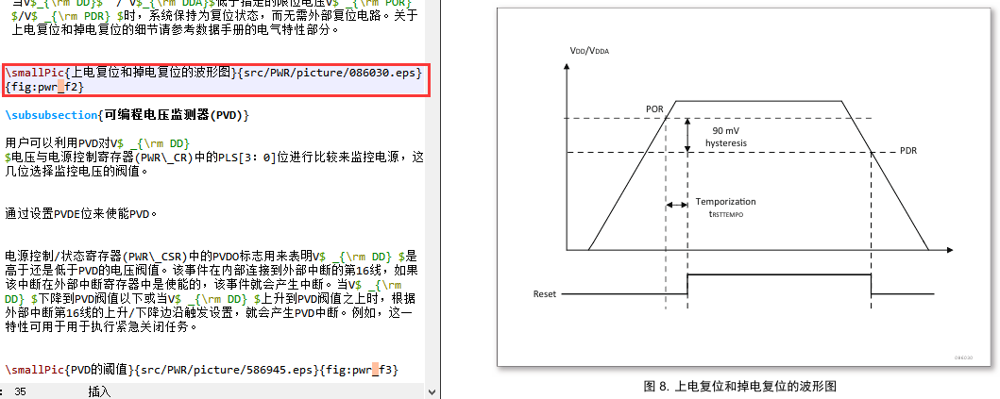 当V$_{\rm DD}$ / V$_{\rm DDA}$低于指定的限位电压V$ _{\rm POR}
$/V$ _{\rm PDR} $时，系统保持为复位状态，而无需外部复位电路。关于
上电复位和掉电复位的细节请参考数据手册的电气特性部分。
\smallPic{上电复位和掉电复位的波形图}{src/PWR/picture/086030.eps}
{fig:pwr_f2}
\subsubsection{可编程电压监测器(PVD)}
用户可以利用PVD对V$ _{\rm DD}
$电压与电源控制寄存器(PWR\_CR)中的PLS[3：0]位进行比较来监控电源，这
几位选择监控电压的阀值。
通过设置PVDE位来使能PVD。
电源控制/状态寄存器(PWR\_CSR)中的PVDO标志用来表明V$ _{\rm DD} $是
高于还是低于PVD的电压阀值。该事件在内部连接到外部中断的第16线，如果
该中断在外部中断寄存器中是使能的，该事件就会产生中断。当V$ _{\rm
DD} $下降到PVD阀值以下或当V$ _{\rm DD} $上升到PVD阀值之上时，根据
外部中断第16线的上升/下降边沿触发设置，就会产生PVD中断。例如，这一
特性可用于用于执行紧急关闭任务。
\smallPic{PVD的阈值}{src/PWR/picture/586945.eps}{fig:pwr_f3}
: 35 插入
VDD/VDDA
POR
90 mV
hysteresis
PDR
Temporization
tRSTTEMPO
Reset
086030
图 8. 上电复位和掉电复位的波形图